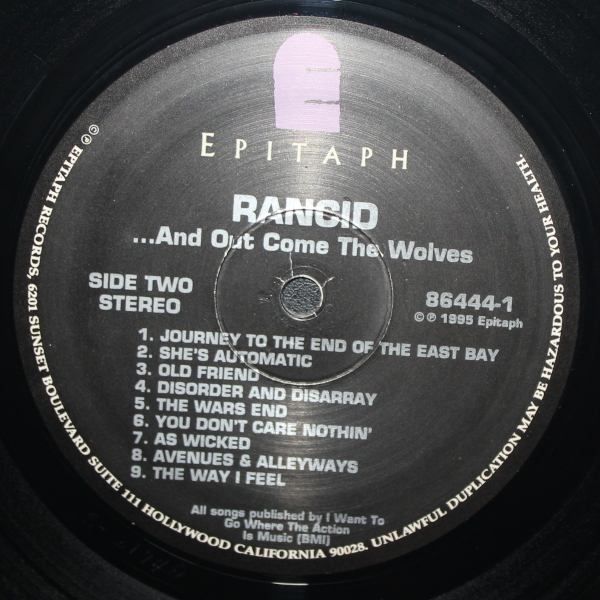 EPITAPH
RANCID
...And Out Come The Wolves
SIDE TWO
STEREO
86444-1
©℗ 1995 Epitaph
1. JOURNEY TO THE END OF THE EAST BAY
2. SHE'S AUTOMATIC
3. OLD FRIEND
4. DISORDER AND DISARRAY
5. THE WARS END
6. YOU DON'T CARE NOTHIN'
7. AS WICKED
8. AVENUES & ALLEYWAYS
9. THE WAY I FEEL
All songs published by I Want To
Go Where The Action
Is Music (BMI)
©℗ EPITAPH RECORDS, 6201 SUNSET BOULEVARD SUITE 111 HOLLYWOOD CALIFORNIA 90028. UNLAWFUL DUPLICATION MAY BE HAZARDOUS TO YOUR HEALTH.